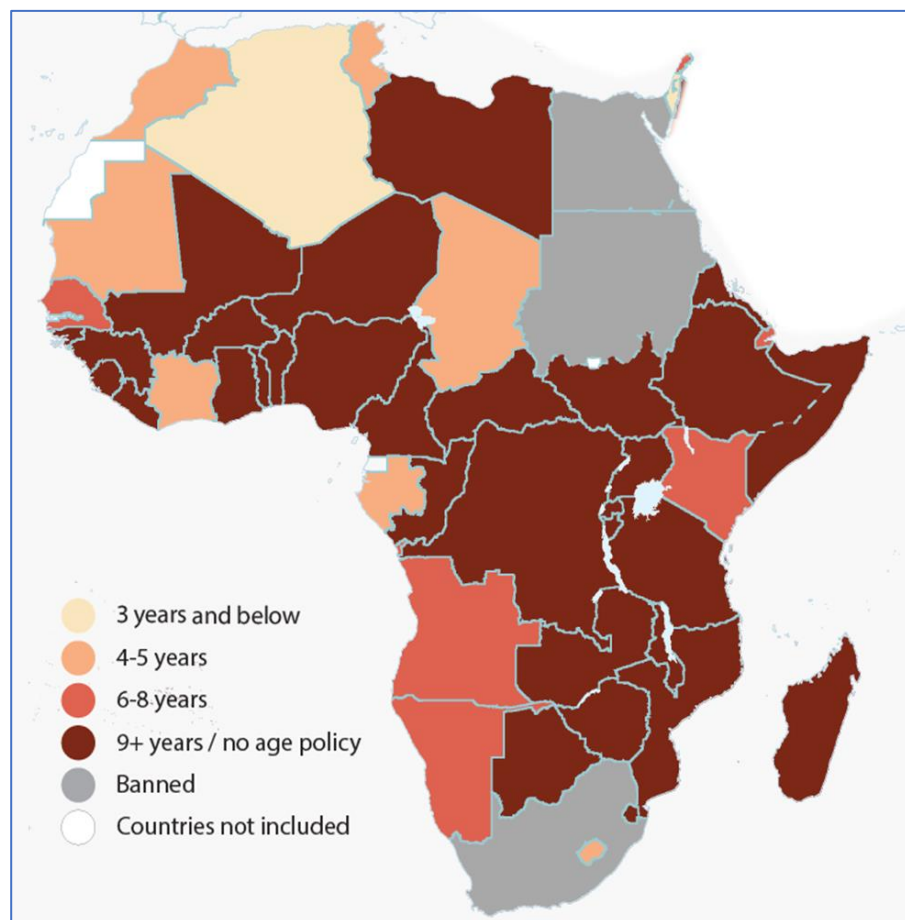 3 years and below
4-5 years
6-8 years
9+ years / no age policy
Banned
Countries not included